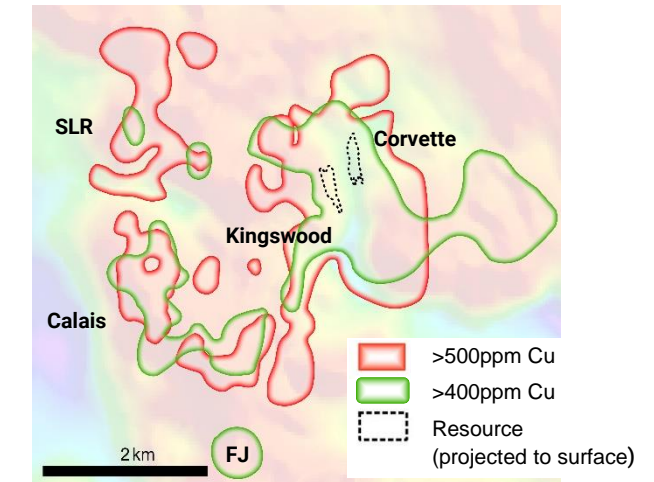 SLR
Corvette
Kingswood
Calais
>500ppm Cu
>400ppm Cu
Resource
(projected to surface)
2 km
FJ